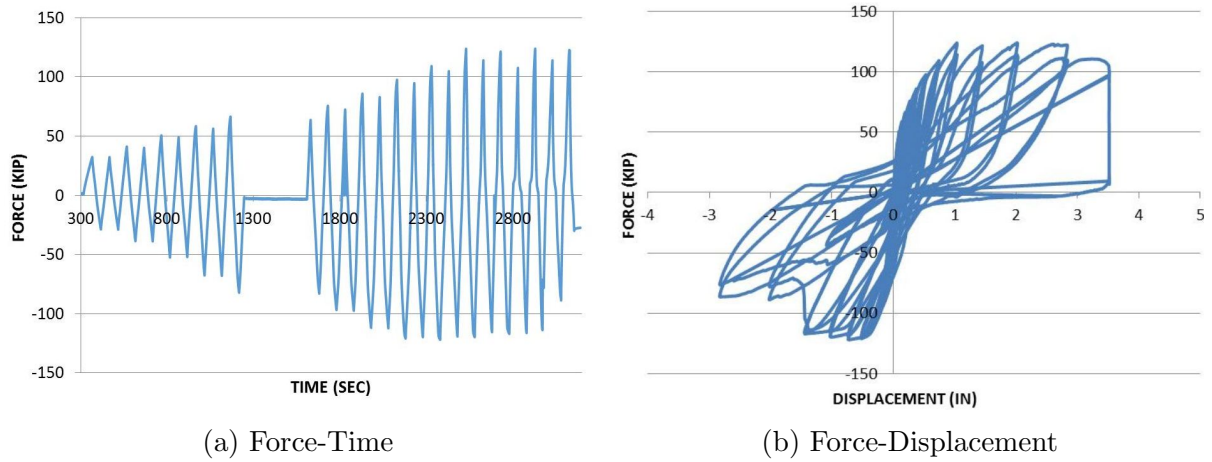 150
100
50
0
-50
-100
-150
300 800 1300 1800 2300 2800
FORCE (KIP)
TIME (SEC)
(a) Force-Time
150
100
50
0
-50
-100
-150
-4 -3 -2 -1 0 1 2 3 4 5
FORCE (KIP)
DISPLACEMENT (IN)
(b) Force-Displacement